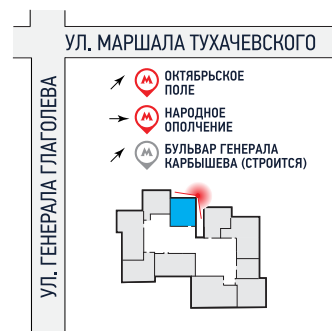 УЛ. МАРШАЛА ТУХАЧЕВСКОГО
УЛ. ГЕНЕРАЛА ГЛАГОЛЕВА
ОКТЯБРЬСКОЕ
ПОЛЕ
НАРОДНОЕ
ОПОЛЧЕНИЕ
БУЛЬВАР ГЕНЕРАЛА
КАРБЫШЕВА (СТРОИТСЯ)